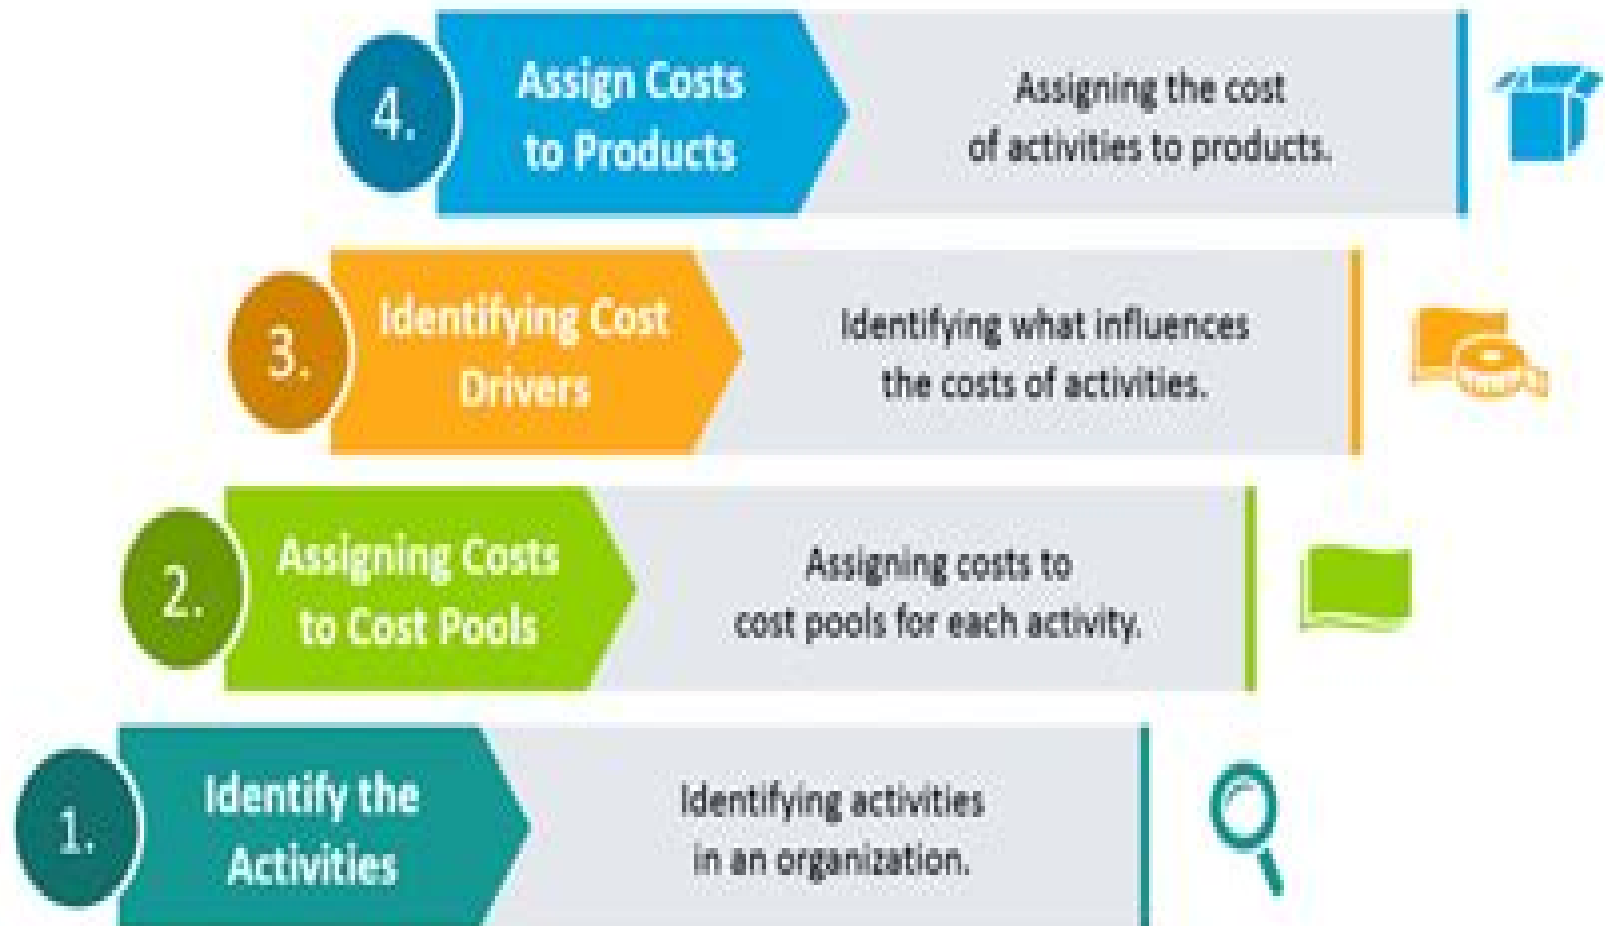 4.
Assign Costs
to Products
Assigning the cost
of activities to products.
3.
Identifying Cost
Drivers
Identifying what influences
the costs of activities.
2.
Assigning Costs
to Cost Pools
Assigning costs to
cost pools for each activity.
1.
Identify the
Activities
Identifying activities
in an organization.